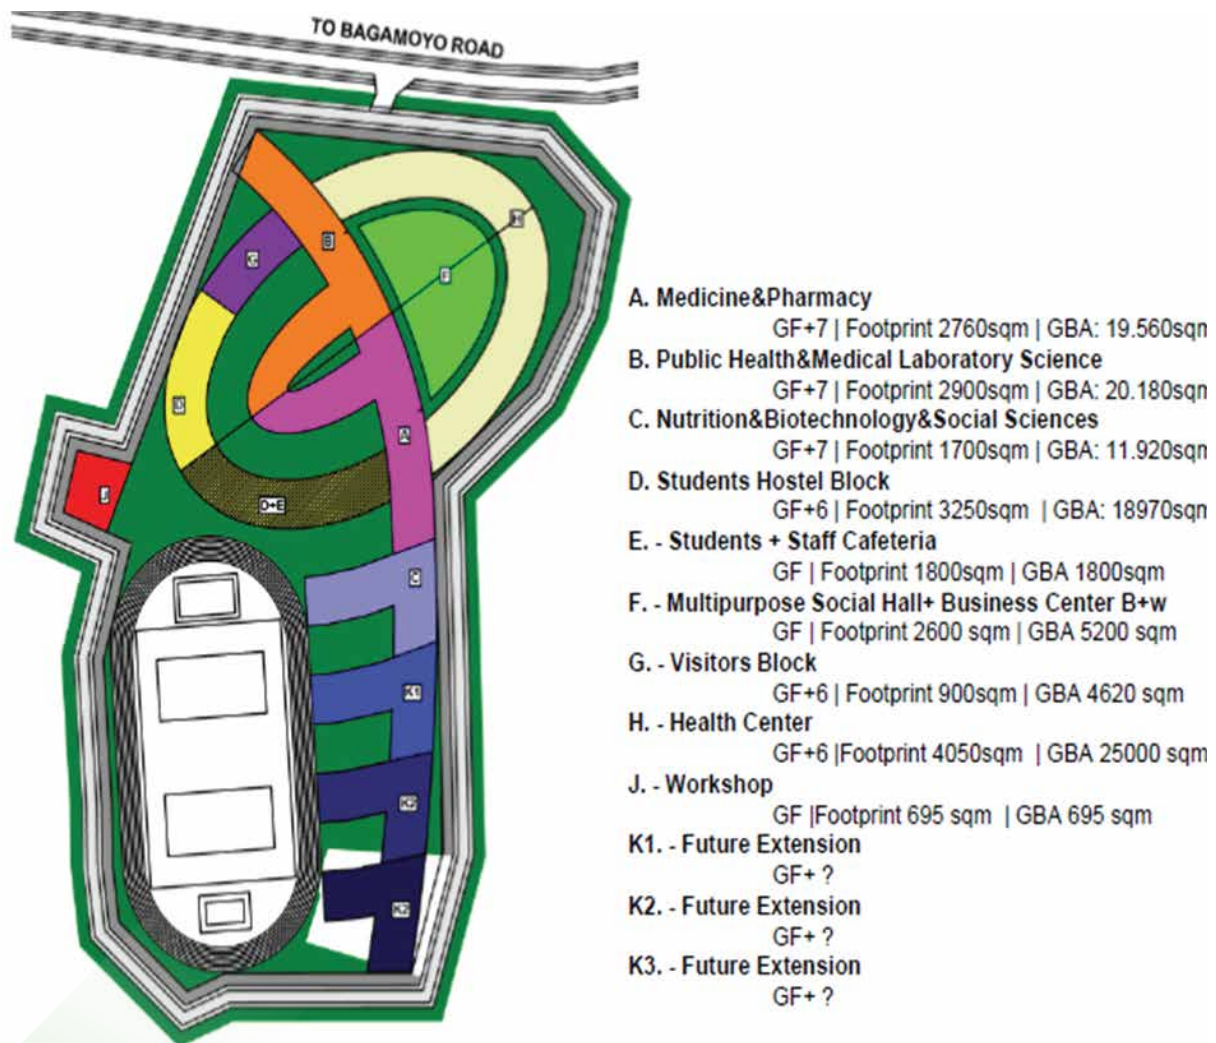 TO BAGAMOYO ROAD
B
H
G
F
D
A
D+E
J
C
K1
K2
K2
A. Medicine&Pharmacy
GF+7 | Footprint 2760sqm | GBA: 19.560sqm
B. Public Health&Medical Laboratory Science
GF+7 | Footprint 2900sqm | GBA: 20.180sqm
C. Nutrition&Biotechnology&Social Sciences
GF+7 | Footprint 1700sqm | GBA: 11.920sqm
D. Students Hostel Block
GF+6 | Footprint 3250sqm | GBA: 18970sqm
E. - Students + Staff Cafeteria
GF | Footprint 1800sqm | GBA 1800sqm
F. - Multipurpose Social Hall+ Business Center B+w
GF | Footprint 2600 sqm | GBA 5200 sqm
G. - Visitors Block
GF+6 | Footprint 900sqm | GBA 4620 sqm
H. - Health Center
GF+6 |Footprint 4050sqm | GBA 25000 sqm
J. - Workshop
GF |Footprint 695 sqm | GBA 695 sqm
K1. - Future Extension
GF+ ?
K2. - Future Extension
GF+ ?
K3. - Future Extension
GF+ ?